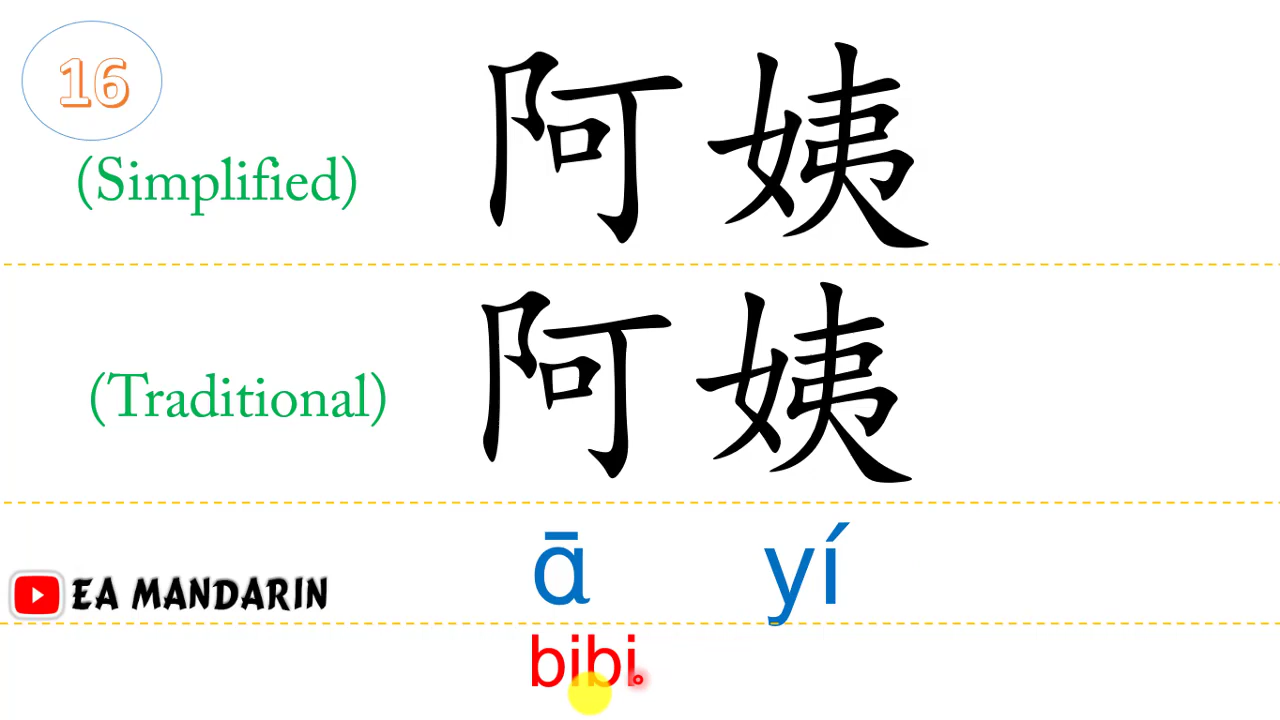 16
(Simplified)
阿姨
(Traditional)
阿姨
ā yí
EA MANDARIN
bibi。